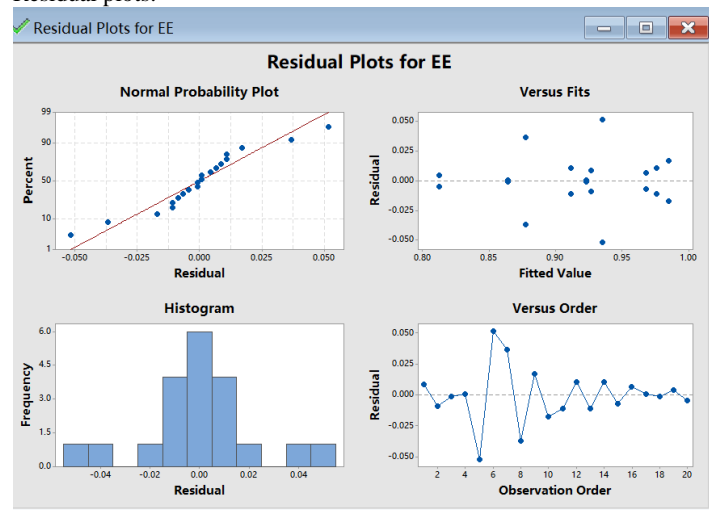 Residual Plots for EE
Residual Plots for EE
Normal Probability Plot
99
90
50
10
1
Percent
-0.050 -0.025 0.000 0.025 0.050
Residual
Versus Fits
0.050
0.025
0.000
-0.025
-0.050
Residual
0.80 0.85 0.90 0.95 1.00
Fitted Value
Histogram
6.0
4.5
3.0
1.5
0.0
Frequency
-0.04 -0.02 0.00 0.02 0.04
Residual
Versus Order
0.050
0.025
0.000
-0.025
-0.050
Residual
2 4 6 8 10 12 14 16 18 20
Observation Order